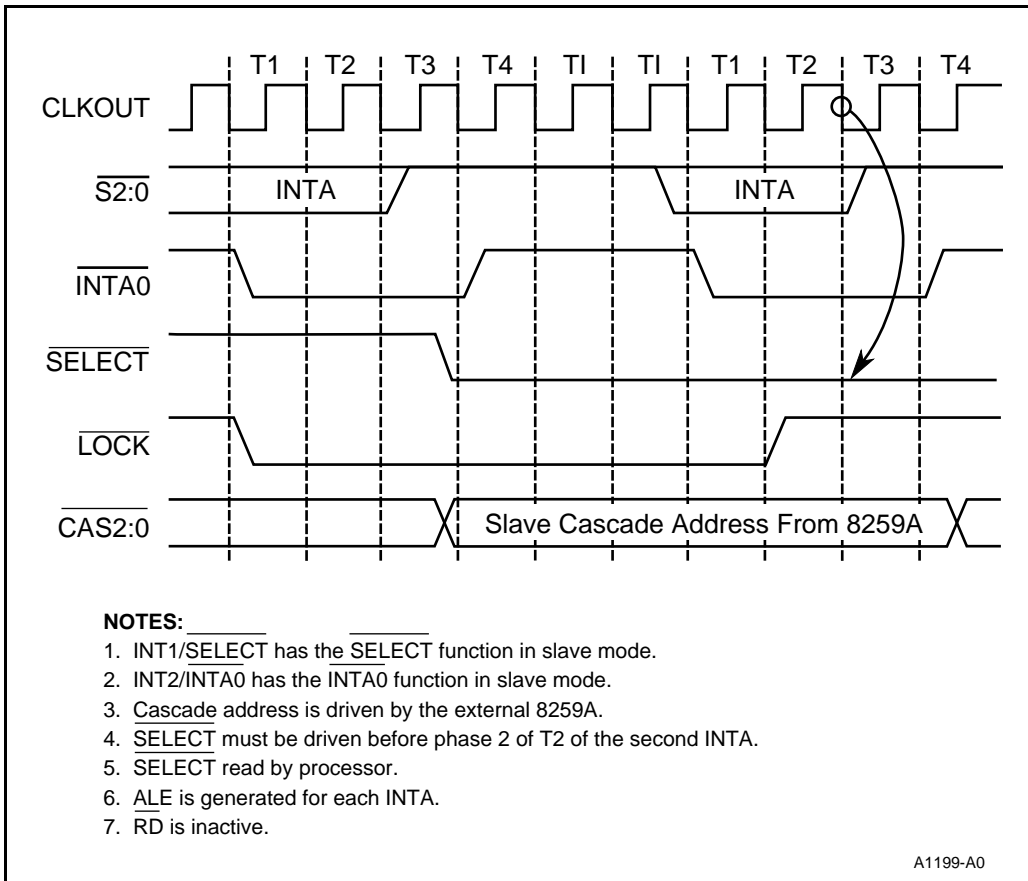 T1 T2 T3 T4 TI TI T1 T2 T3 T4
CLKOUT
S2:0
INTA INTA
INTA0
SELECT
LOCK
CAS2:0
Slave Cascade Address From 8259A
NOTES:
1. INT1/SELECT has the SELECT function in slave mode.
2. INT2/INTA0 has the INTA0 function in slave mode.
3. Cascade address is driven by the external 8259A.
4. SELECT must be driven before phase 2 of T2 of the second INTA.
5. SELECT read by processor.
6. ALE is generated for each INTA.
7. RD is inactive.
A1199-A0